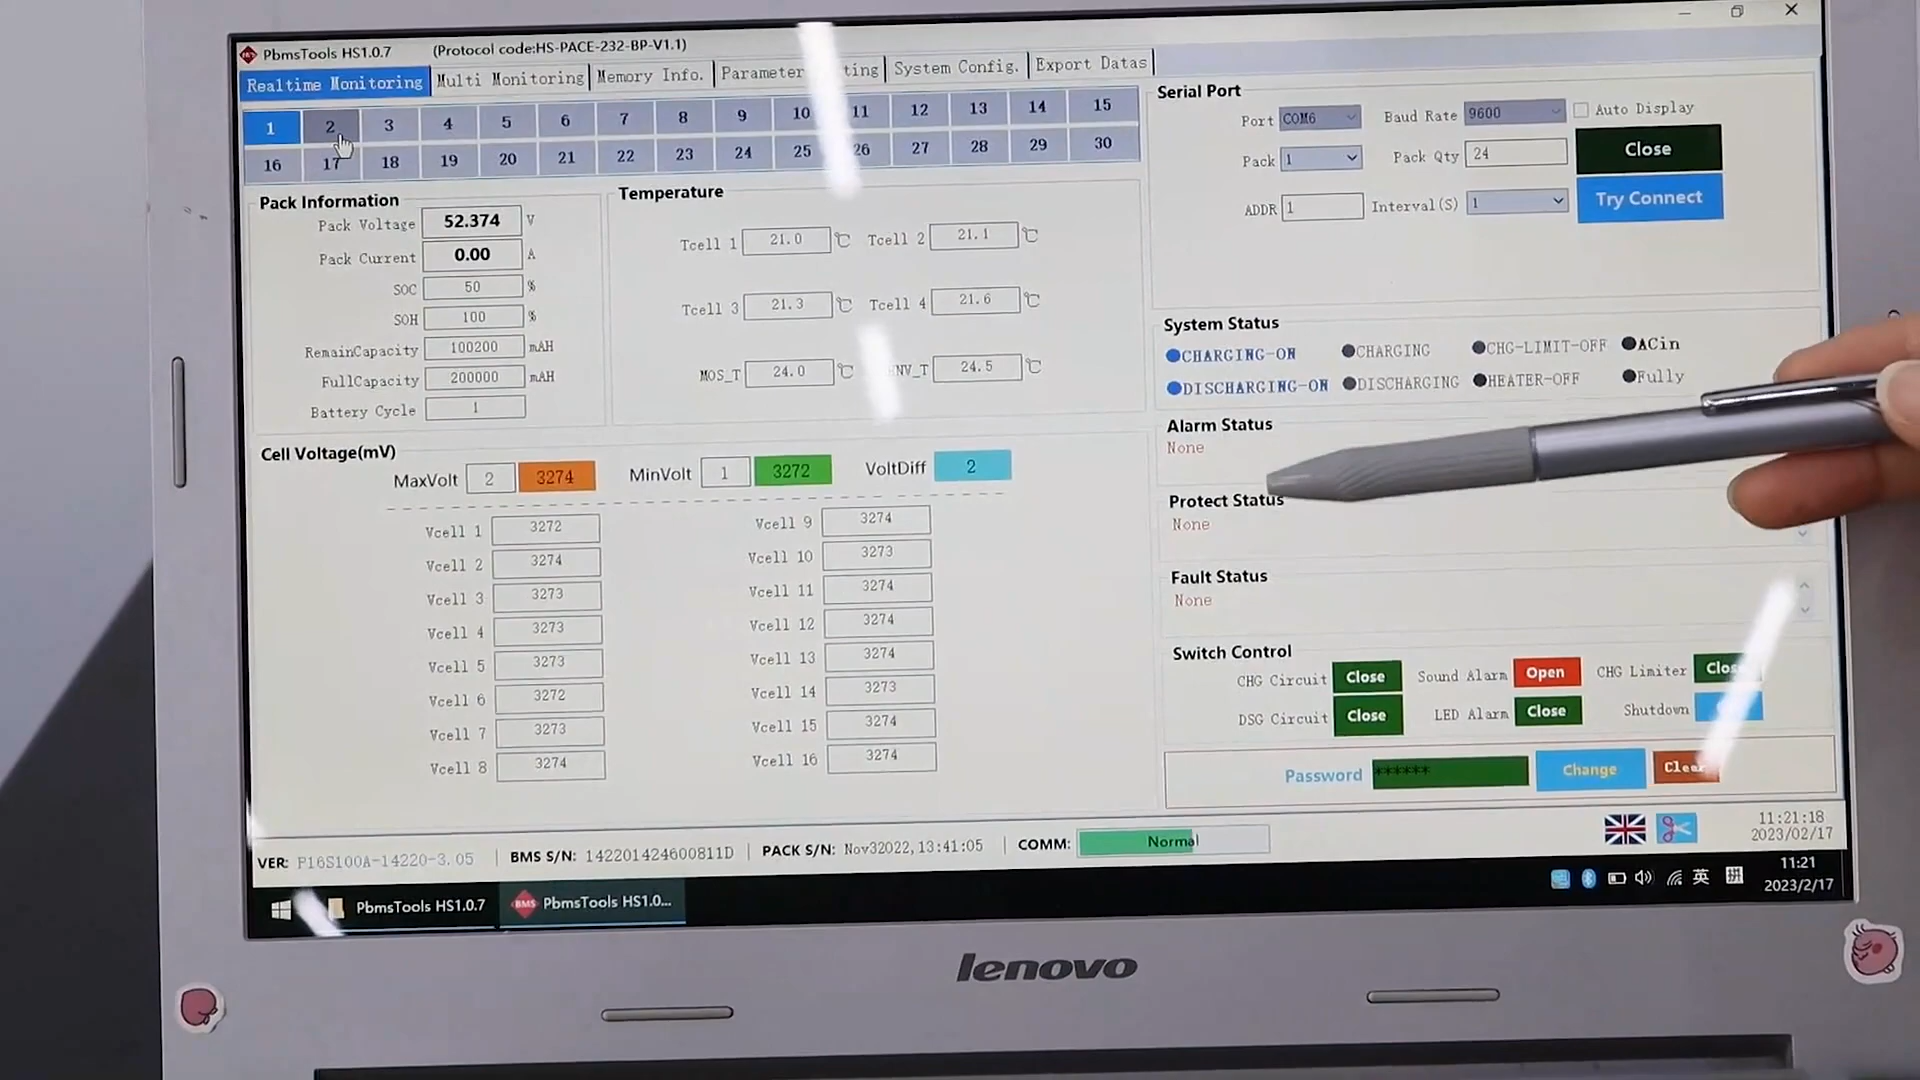 PbmsTools HS1.0.7 (Protocol code:HS-PACE-232-BP-V1.1)
Realtime Monitoring Multi Monitoring Memory Info. Parameter ting System Config. Export Datas
1 2 3 4 5 6 7 8 9 10 11 12 13 14 15
16 17 18 19 20 21 22 23 24 25 26 27 28 29 30
Serial Port
Port COM6 Baud Rate 9600 Auto Display
Pack 1 Pack Qty 24 Close
ADDR 1 Interval(S) 1 Try Connect
Pack Information
Pack Voltage 52.374 V
Pack Current 0.00 A
SOC 50 %
SOH 100 %
RemainCapacity 100200 mAH
FullCapacity 200000 mAH
Battery Cycle 1
Temperature
Tcell 1 21.0 ℃ Tcell 2 21.1 ℃
Tcell 3 21.3 ℃ Tcell 4 21.6 ℃
MOS_T 24.0 ℃ ENV_T 24.5 ℃
System Status
CHARGING-ON CHARGING CHG-LIMIT-OFF ACin
DISCHARGING-ON DISCHARGING HEATER-OFF Fully
Alarm Status
None
Protect Status
None
Fault Status
None
Cell Voltage(mV)
MaxVolt 2 3274 MinVolt 1 3272 VoltDiff 2
Vcell 1 3272 Vcell 9 3274
Vcell 2 3274 Vcell 10 3273
Vcell 3 3273 Vcell 11 3274
Vcell 4 3273 Vcell 12 3274
Vcell 5 3273 Vcell 13 3274
Vcell 6 3272 Vcell 14 3273
Vcell 7 3273 Vcell 15 3274
Vcell 8 3274 Vcell 16 3274
Switch Control
CHG Circuit Close Sound Alarm Open CHG Limiter Close
DSG Circuit Close LED Alarm Close Shutdown
Password ****** Change Clear
11:21:18
2023/02/17
VER: P16S100A-14220-3.05 BMS S/N: 142201424600811D PACK S/N: Nov32022,13:41:05 COMM: Normal
PbmsTools HS1.0.7 BMS PbmsTools HS1.0... 英 拼
11:21
2023/2/17
lenovo